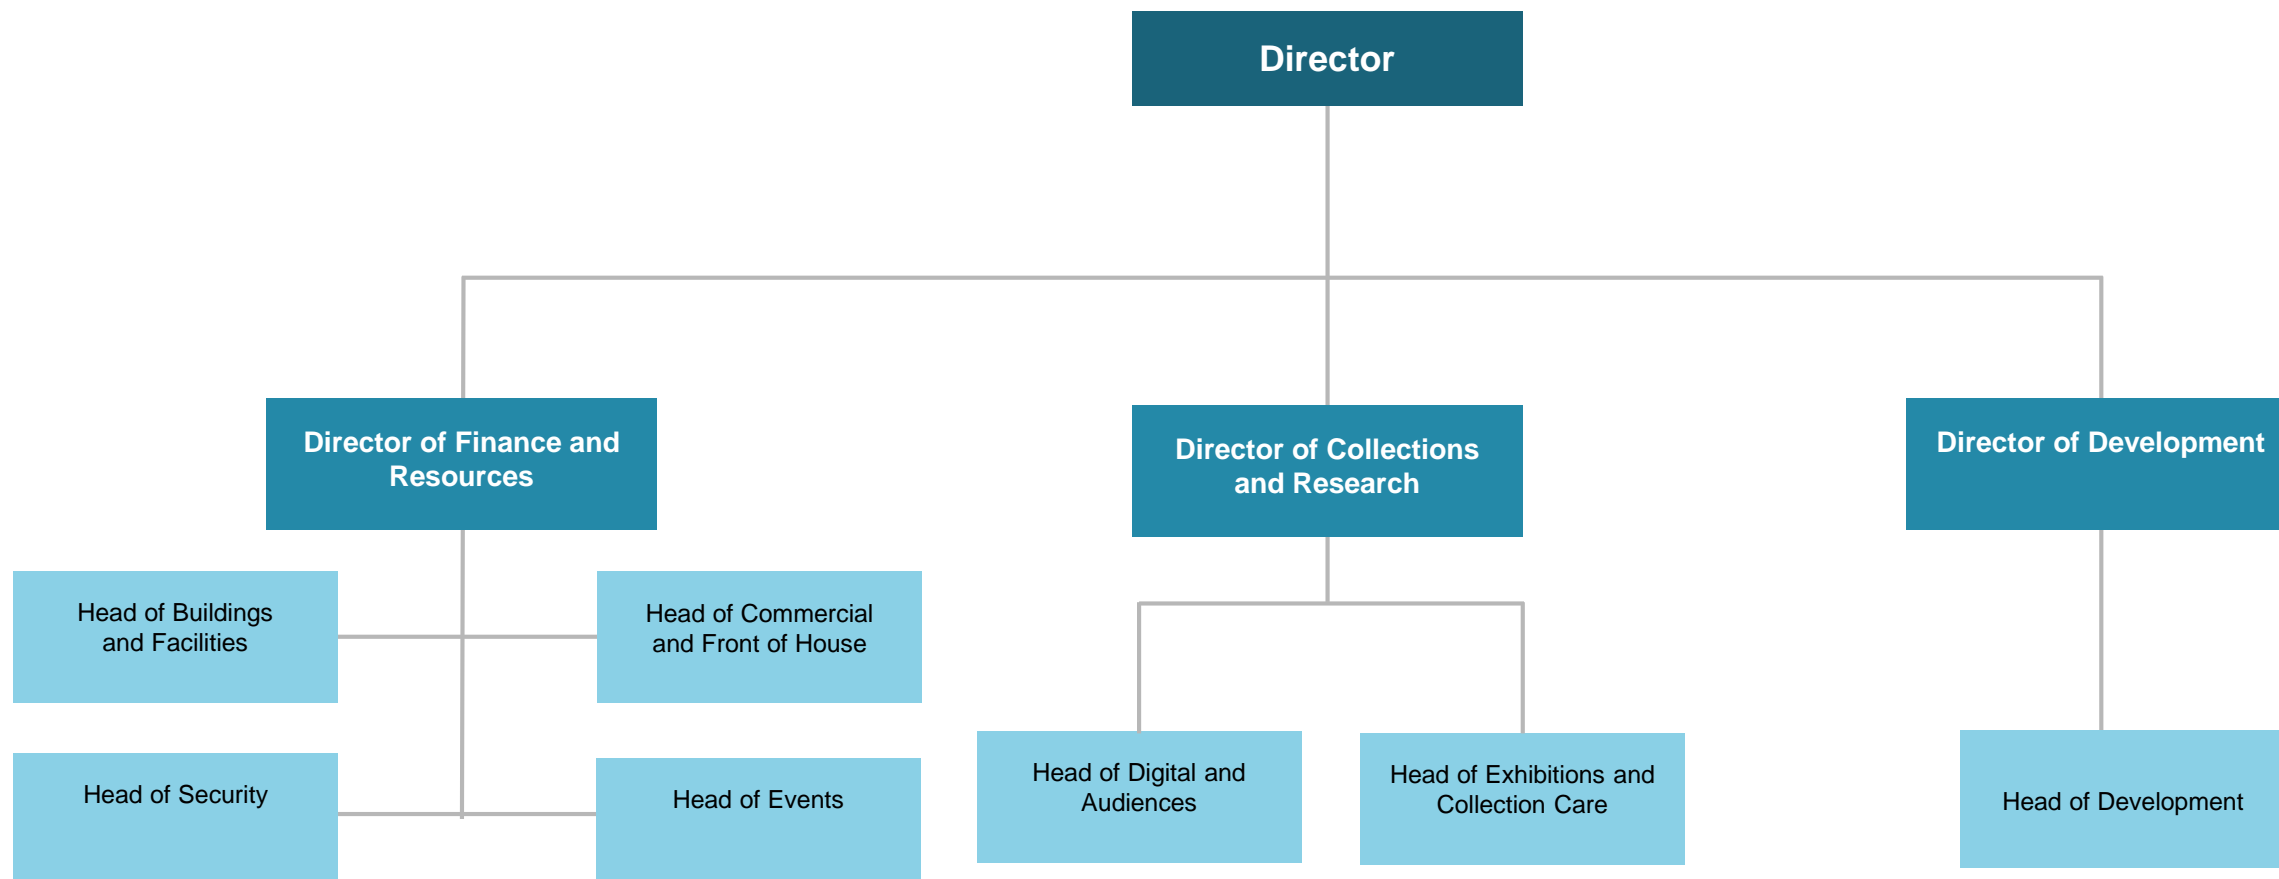 Director
Director of Finance and
Resources
Director of Collections
and Research
Director of Development
Head of Buildings
and Facilities
Head of Commercial
and Front of House
Head of Security
Head of Events
Head of Digital and
Audiences
Head of Exhibitions and
Collection Care
Head of Development